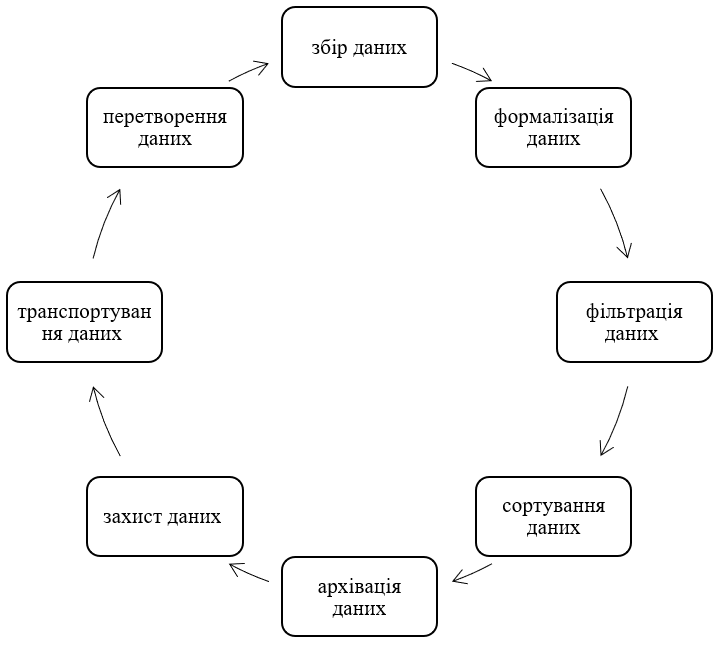 збір даних
формалізація
даних
фільтрація
даних
сортування
даних
архівація
даних
захист даних
транспортуван
ня даних
перетворення
даних